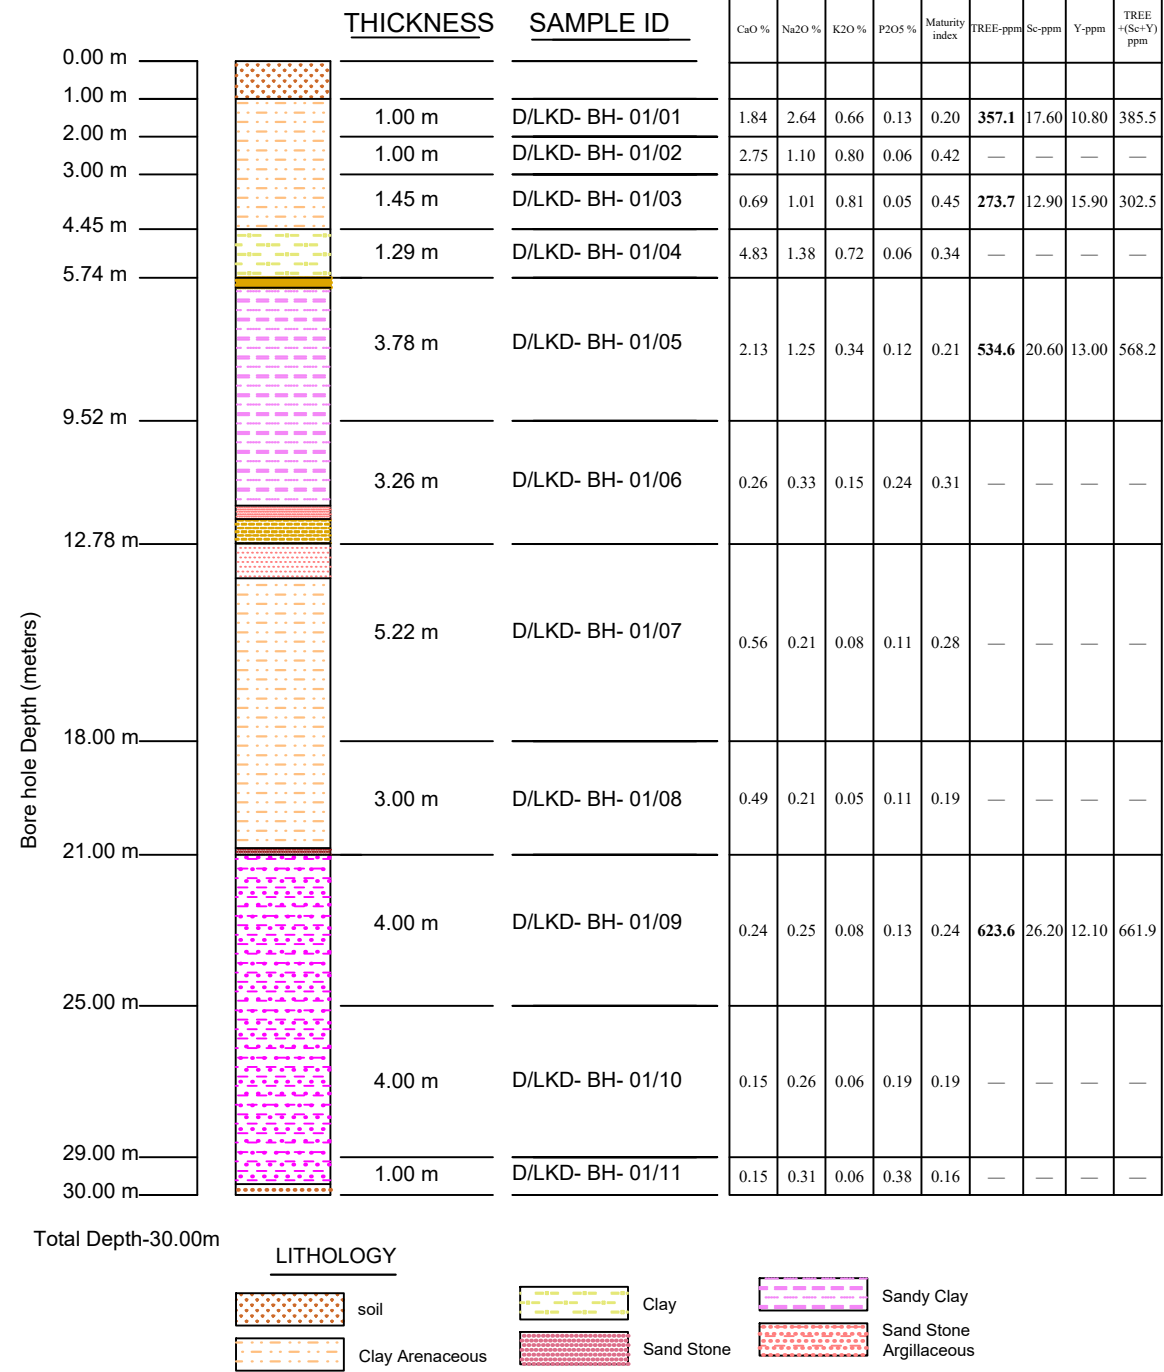 THICKNESS SAMPLE ID CaO % Na2O % K2O % P2O5 % Maturity index TREE-ppm Sc-ppm Y-ppm TREE +(Sc+Y) ppm
0.00 m
1.00 m
1.00 m D/LKD- BH- 01/01 1.84 2.64 0.66 0.13 0.20 357.1 17.60 10.80 385.5
2.00 m
1.00 m D/LKD- BH- 01/02 2.75 1.10 0.80 0.06 0.42 — — — —
3.00 m
1.45 m D/LKD- BH- 01/03 0.69 1.01 0.81 0.05 0.45 273.7 12.90 15.90 302.5
4.45 m
1.29 m D/LKD- BH- 01/04 4.83 1.38 0.72 0.06 0.34 — — — —
5.74 m
3.78 m D/LKD- BH- 01/05 2.13 1.25 0.34 0.12 0.21 534.6 20.60 13.00 568.2
9.52 m
3.26 m D/LKD- BH- 01/06 0.26 0.33 0.15 0.24 0.31 — — — —
12.78 m
5.22 m D/LKD- BH- 01/07 0.56 0.21 0.08 0.11 0.28 — — — —
Bore hole Depth (meters)
18.00 m
3.00 m D/LKD- BH- 01/08 0.49 0.21 0.05 0.11 0.19 — — — —
21.00 m
4.00 m D/LKD- BH- 01/09 0.24 0.25 0.08 0.13 0.24 623.6 26.20 12.10 661.9
25.00 m
4.00 m D/LKD- BH- 01/10 0.15 0.26 0.06 0.19 0.19 — — — —
29.00 m
1.00 m D/LKD- BH- 01/11 0.15 0.31 0.06 0.38 0.16 — — — —
30.00 m
Total Depth-30.00m
LITHOLOGY
soil
Clay
Sandy Clay
Clay Arenaceous
Sand Stone
Sand Stone
Argillaceous